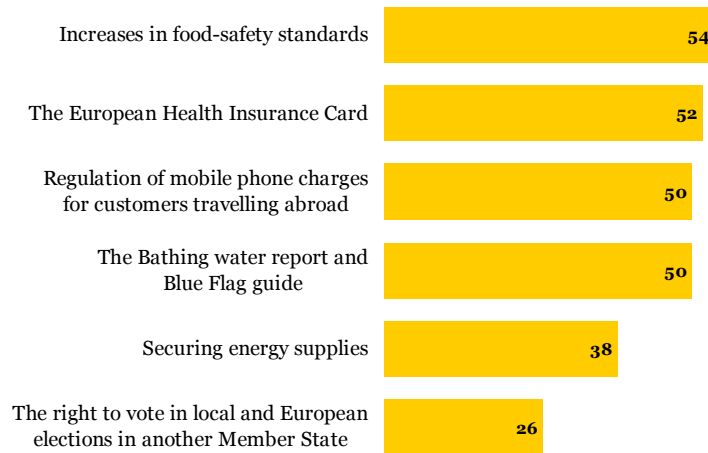 Increases in food-safety standards
54
The European Health Insurance Card
52
Regulation of mobile phone charges
for customers travelling abroad
50
The Bathing water report and
Blue Flag guide
50
Securing energy supplies
38
The right to vote in local and European
elections in another Member State
26